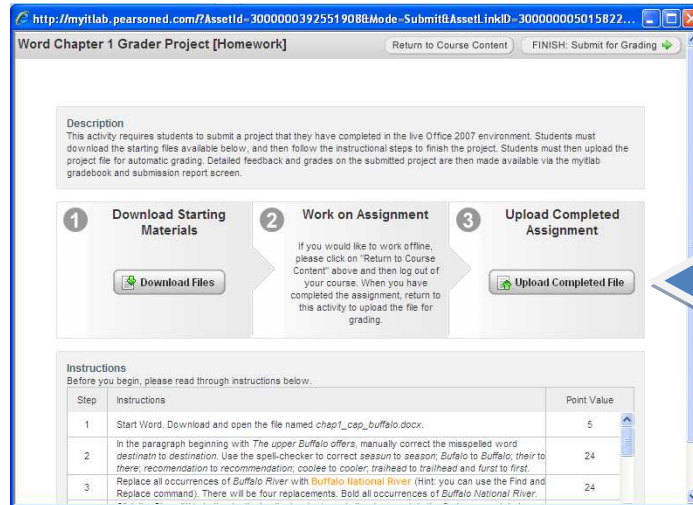 http://myitlab.pearsoned.com/?AssetId=3000000392551908&Mode=Submit&AssetLinkID=300000005015822...
Word Chapter 1 Grader Project [Homework]
Return to Course Content
FINISH: Submit for Grading
Description
This activity requires students to submit a project that they have completed in the live Office 2007 environment. Students must
download the starting files available below, and then follow the instructional steps to finish the project. Students must then upload the
project file for automatic grading. Detailed feedback and grades on the submitted project are then made available via the myitlab
gradebook and submission report screen.
1
Download Starting
Materials
Download Files
2
Work on Assignment
If you would like to work offline,
please click on "Return to Course
Content" above and then log out of
your course. When you have
completed the assignment, return to
this activity to upload the file for
grading.
3
Upload Completed
Assignment
Upload Completed File
Instructions
Before you begin, please read through instructions below.
Step Instructions Point Value
1 Start Word. Download and open the file named chap1_cap_buffalo.docx. 5
In the paragraph beginning with The upper Buffalo offers, manually correct the misspelled word
2 destinatn to destination. Use the spell-checker to correct seasun to season; Bufalo to Buffalo; their to 24
there; recomendation to recommendation; coolee to cooler; traihead to trailhead and furst to first.
Replace all occurrences of Buffalo River with Buffalo National River (Hint: you can use the Find and
3 Replace command). There will be four replacements. Bold all occurrences of Buffalo National River. 24